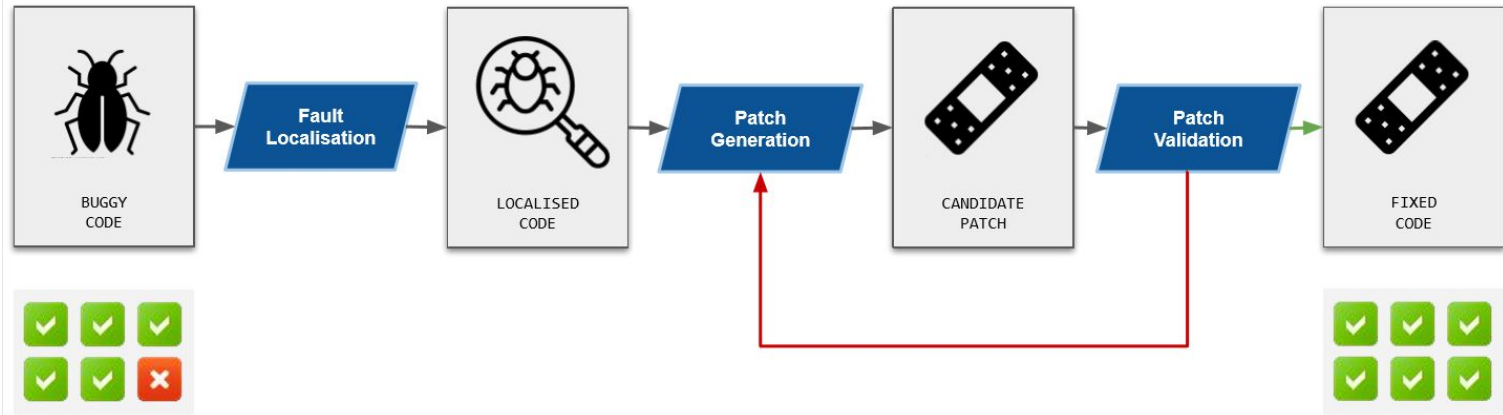 BUGGY
CODE
Fault
Localisation
LOCALISED
CODE
Patch
Generation
CANDIDATE
PATCH
Patch
Validation
FIXED
CODE